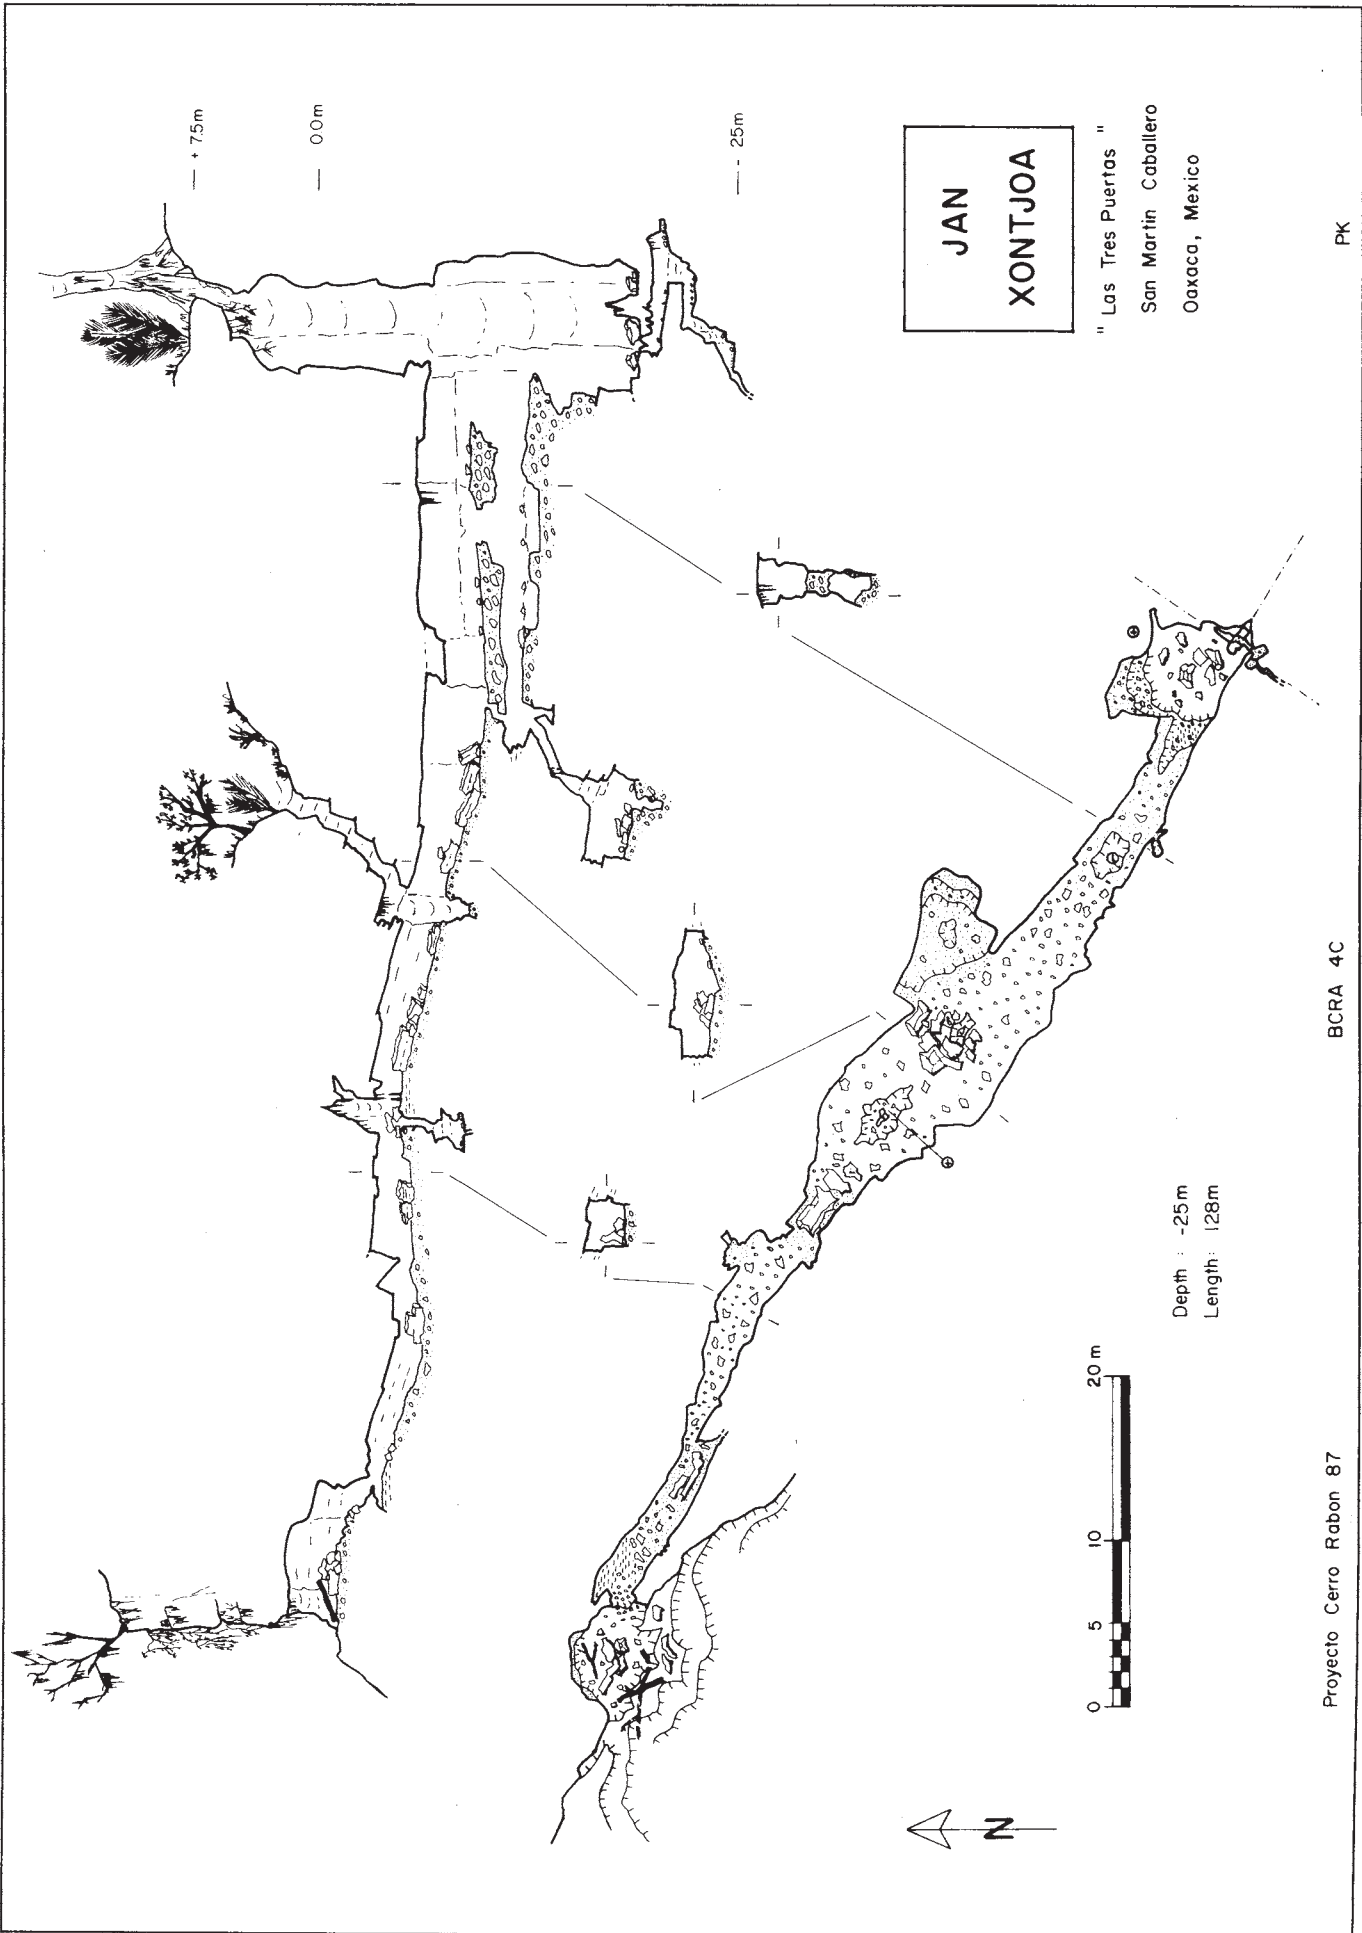 + 7.5m
0.0m
- 25m
JAN
XONTJOA
" Las Tres Puertas "
San Martin Caballero
Oaxaca, Mexico
Depth : -25m
Length: 128m
0 5 10 20 m
N
Proyecto Cerro Rabon 87
BCRA 4C
PK